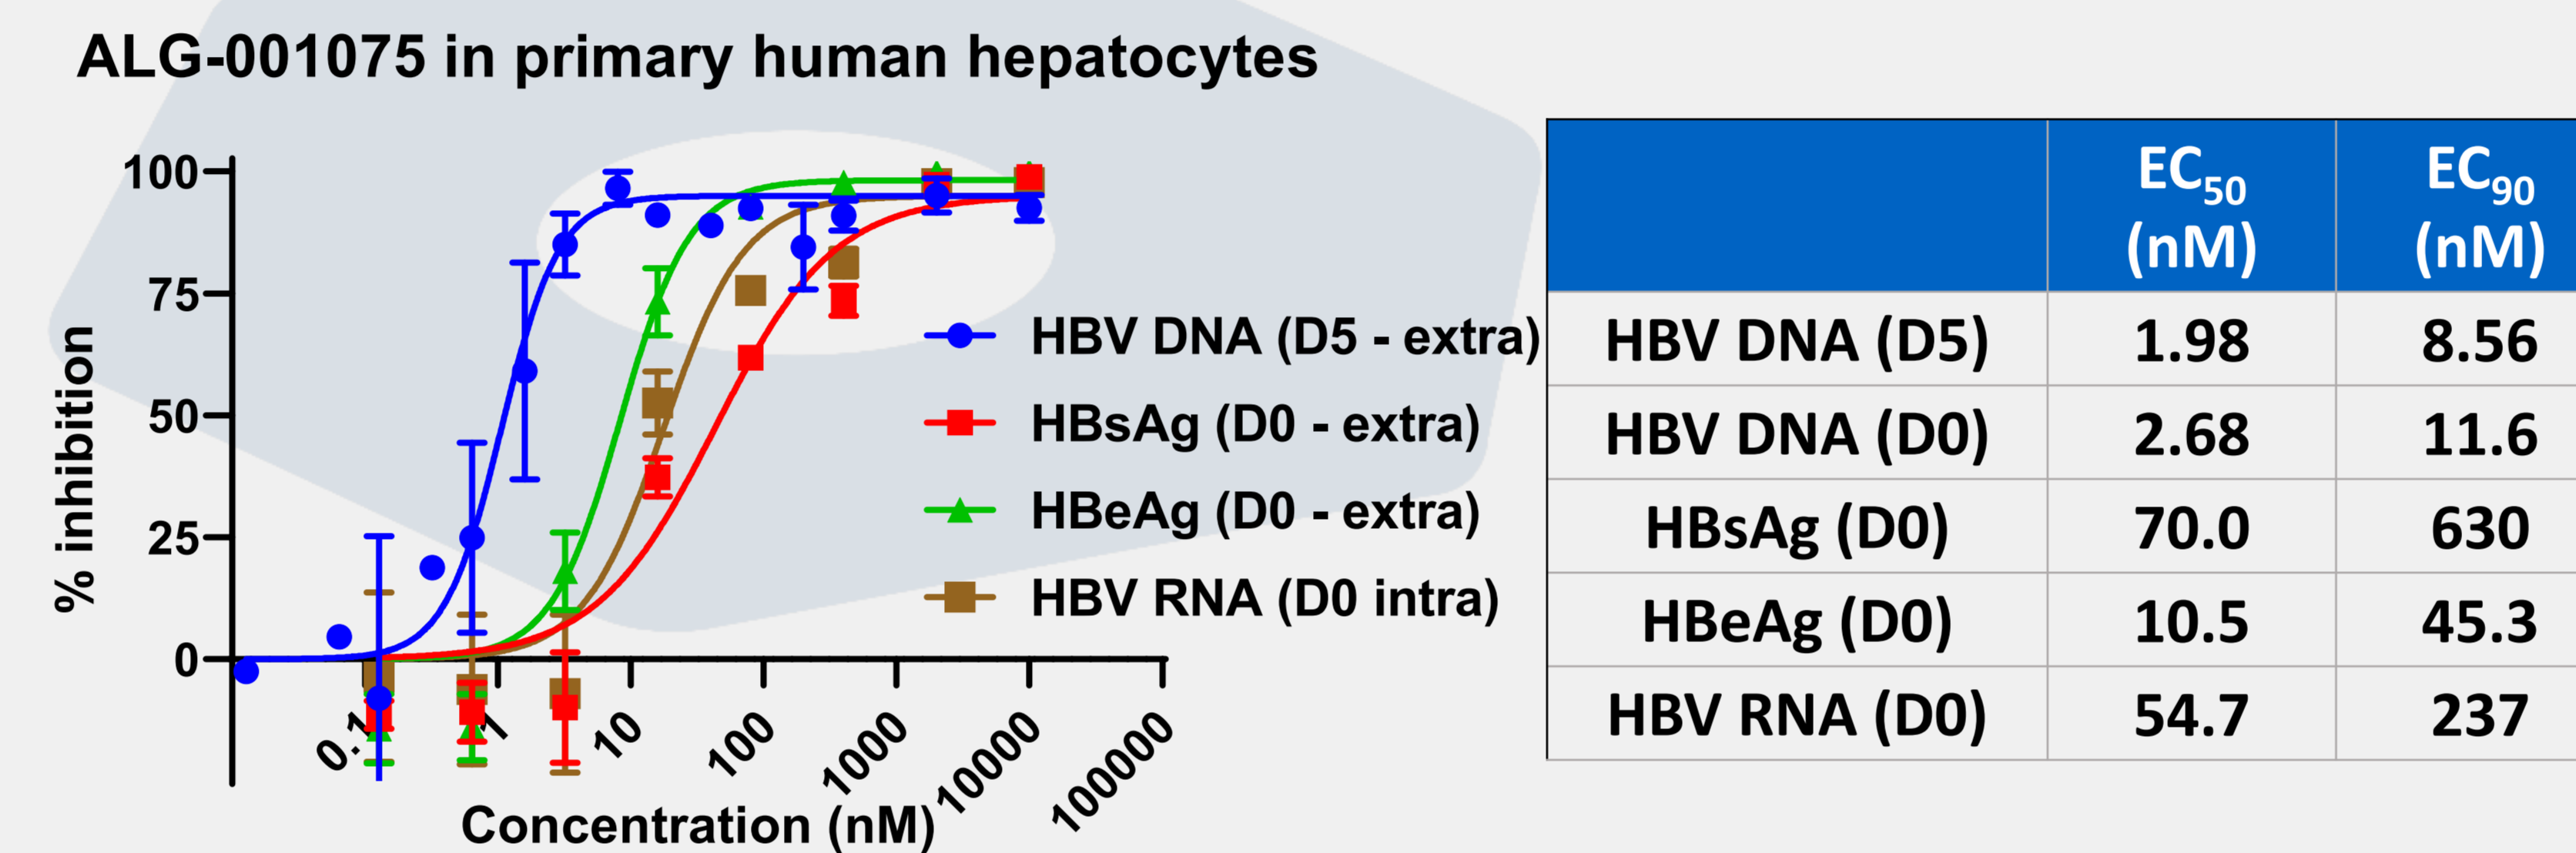 ALG-001075 in primary human hepatocytes
% inhibition
100
75
50
25
0
0.1
1
10
100
1000
10000
100000
Concentration (nM)
HBV DNA (D5 - extra)
HBsAg (D0 - extra)
HBeAg (D0 - extra)
HBV RNA (D0 intra)
EC50 (nM) EC90 (nM)
HBV DNA (D5) 1.98 8.56
HBV DNA (D0) 2.68 11.6
HBsAg (D0) 70.0 630
HBeAg (D0) 10.5 45.3
HBV RNA (D0) 54.7 237